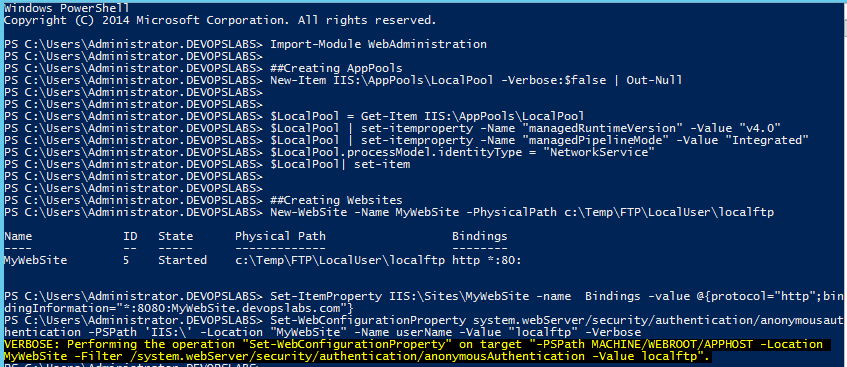 Windows PowerShell
Copyright (C) 2014 Microsoft Corporation. All rights reserved.
PS C:\Users\Administrator.DEVOPSLABS> Import-Module WebAdministration
PS C:\Users\Administrator.DEVOPSLABS>
PS C:\Users\Administrator.DEVOPSLABS> ##Creating AppPools
PS C:\Users\Administrator.DEVOPSLABS> New-Item IIS:\AppPools\LocalPool -Verbose:$false | Out-Null
PS C:\Users\Administrator.DEVOPSLABS>
PS C:\Users\Administrator.DEVOPSLABS>
PS C:\Users\Administrator.DEVOPSLABS> $LocalPool = Get-Item IIS:\AppPools\LocalPool
PS C:\Users\Administrator.DEVOPSLABS> $LocalPool | set-itemproperty -Name "managedRuntimeVersion" -Value "v4.0"
PS C:\Users\Administrator.DEVOPSLABS> $LocalPool | set-itemproperty -Name "managedPipelineMode" -Value "Integrated"
PS C:\Users\Administrator.DEVOPSLABS> $LocalPool.processModel.identityType = "NetworkService"
PS C:\Users\Administrator.DEVOPSLABS> $LocalPool| set-item
PS C:\Users\Administrator.DEVOPSLABS>
PS C:\Users\Administrator.DEVOPSLABS>
PS C:\Users\Administrator.DEVOPSLABS> ##Creating Websites
PS C:\Users\Administrator.DEVOPSLABS> New-WebSite -Name MyWebSite -PhysicalPath c:\Temp\FTP\LocalUser\localftp
Name ID State Physical Path Bindings
---- -- ----- ------------- --------
MyWebSite 5 Started c:\Temp\FTP\LocalUser\localftp http *:80:
PS C:\Users\Administrator.DEVOPSLABS> Set-ItemProperty IIS:\Sites\MyWebSite -name  Bindings -value @{protocol="http";bin
dingInformation="*:8080:MyWebSite.devopslabs.com"}
PS C:\Users\Administrator.DEVOPSLABS> Set-WebConfigurationProperty system.webServer/security/authentication/anonymousaut
hentication -PSPath 'IIS:\' -Location "MyWebSite" -Name userName -Value "localftp" -Verbose
VERBOSE: Performing the operation "Set-WebConfigurationProperty" on target "-PSPath MACHINE/WEBROOT/APPHOST -Location
MyWebSite -Filter /system.webServer/security/authentication/anonymousAuthentication -Value localftp".
PS C:\Users\Administrator.DEVOPSLABS>